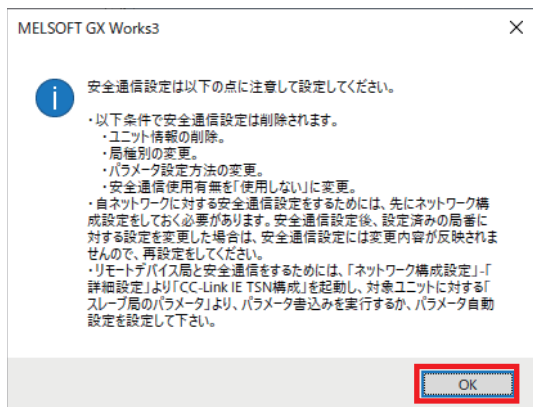 MELSOFT GX Works3
安全通信設定は以下の点に注意して設定してください。
・以下条件で安全通信設定は削除されます。
・ユニット情報の削除。
・局種別の変更。
・パラメータ設定方法の変更。
・安全通信使用有無を「使用しない」に変更。
・自ネットワークに対する安全通信設定をするためには、先にネットワーク構
成設定をしておく必要があります。安全通信設定後、設定済みの局番に
対する設定を変更した場合は、安全通信設定には変更内容が反映されま
せんので、再設定をしてください。
・リモートデバイス局と安全通信をするためには、「ネットワーク構成設定」-「
詳細設定」より「CC-Link IE TSN構成」を起動し、対象ユニットに対する「
スレーブ局のパラメータ」より、パラメータ書込みを実行するか、パラメータ自動
設定を設定して下さい。
OK